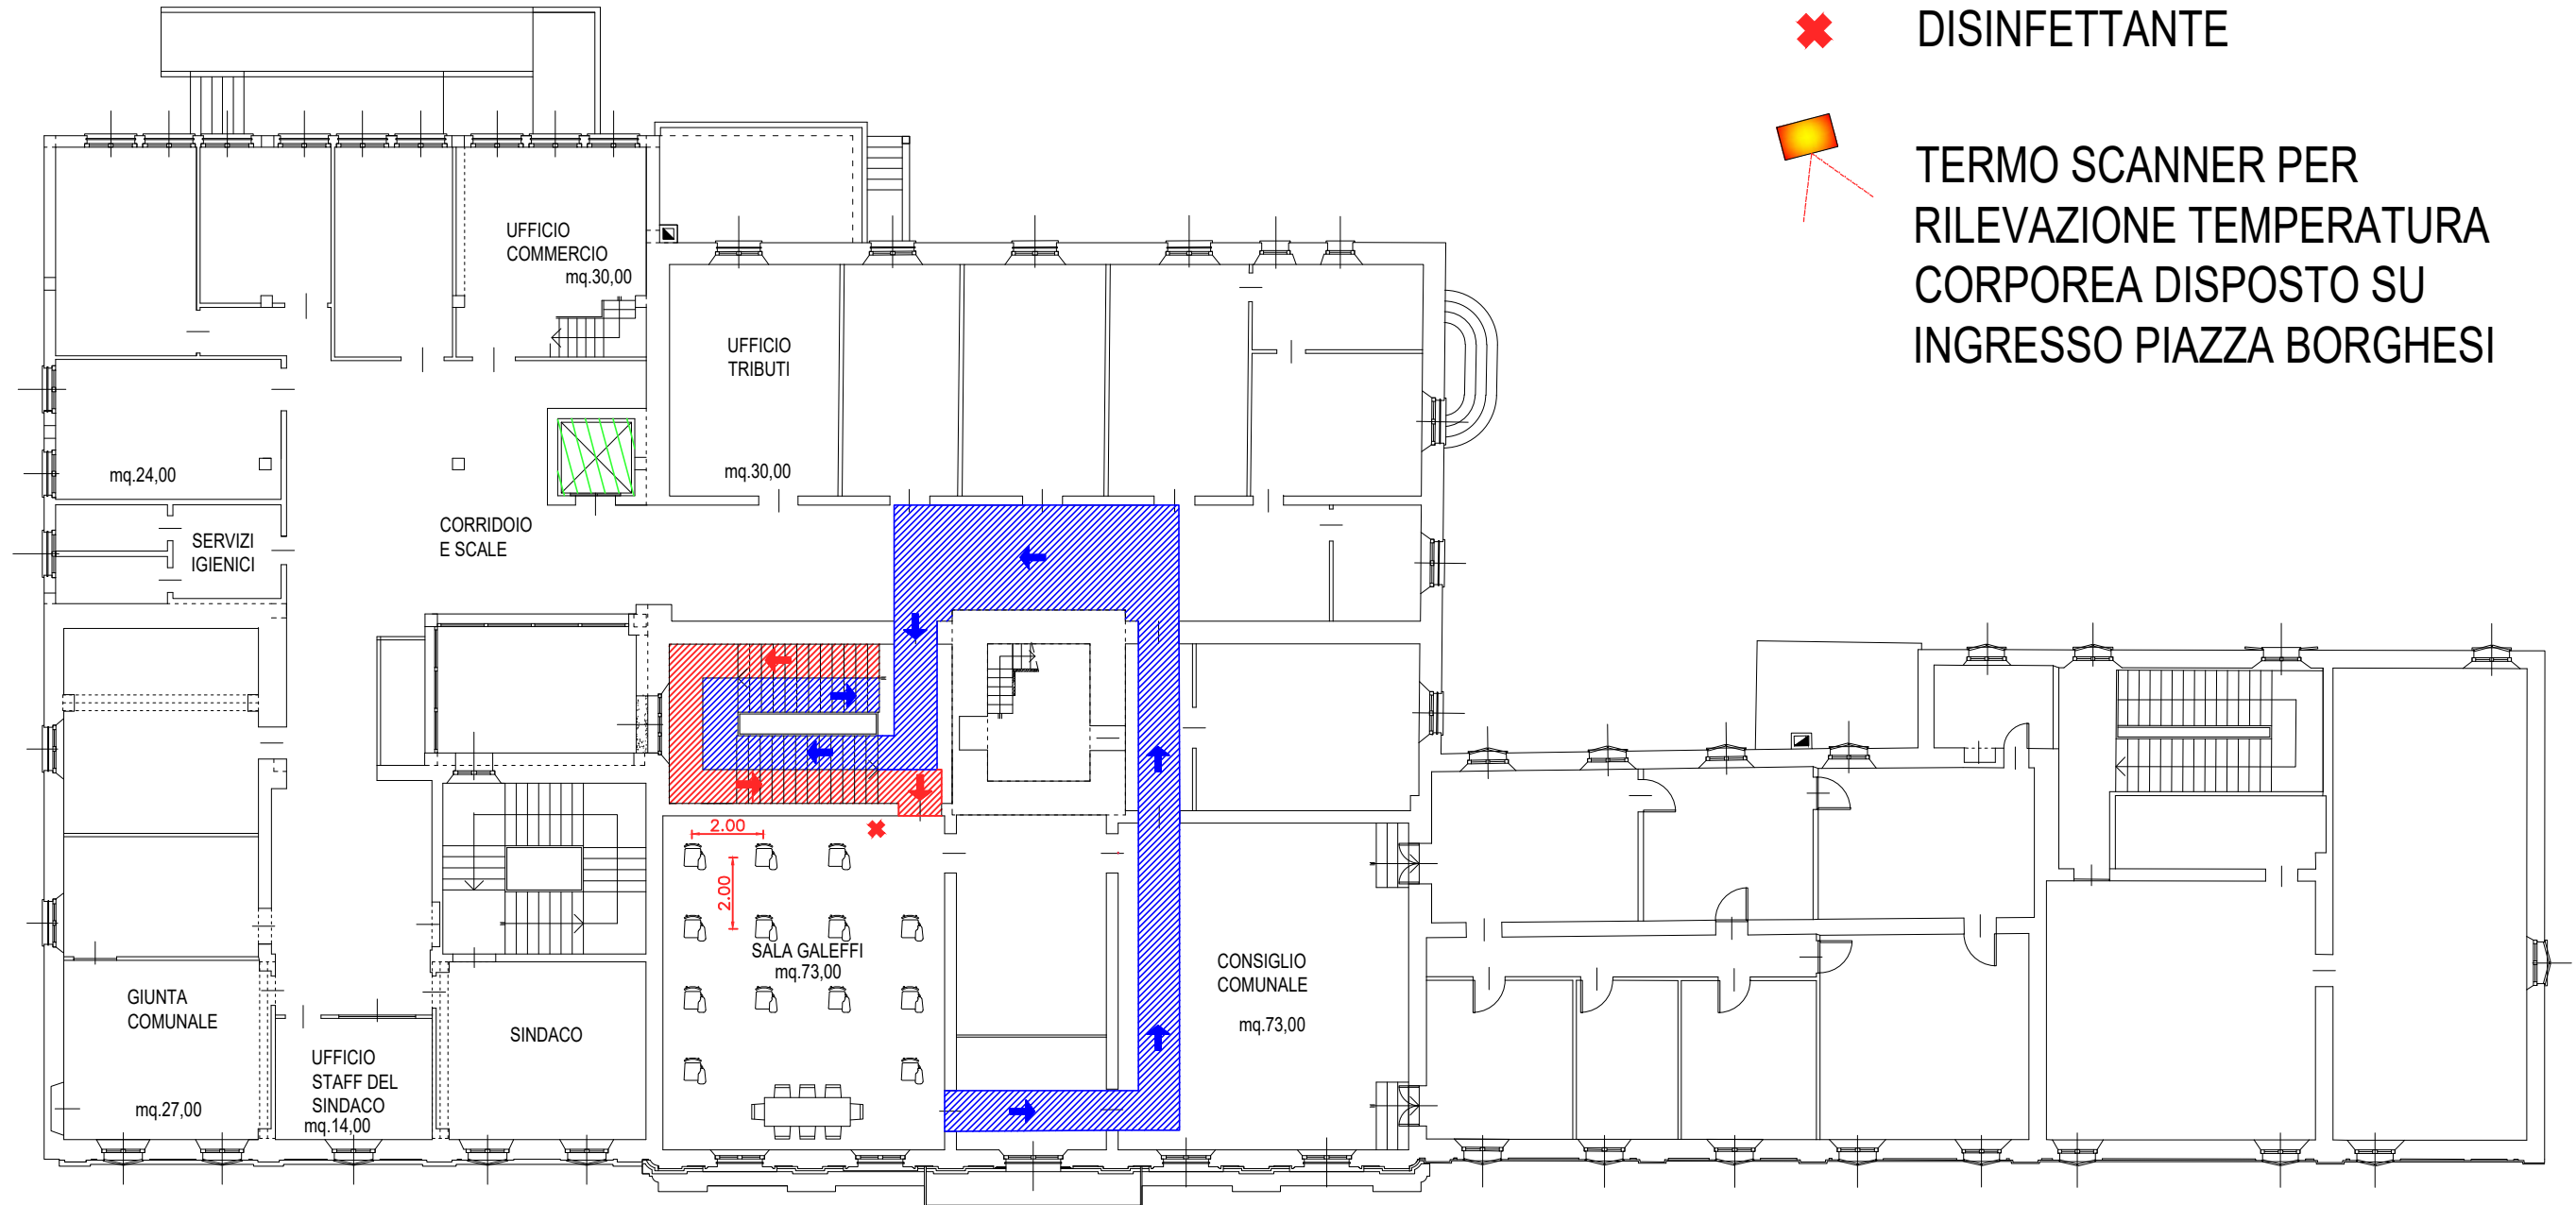 DISINFETTANTE
TERMO SCANNER PER
RILEVAZIONE TEMPERATURA
CORPOREA DISPOSTO SU
INGRESSO PIAZZA BORGHESI
UFFICIO
COMMERCIO
mq.30,00
UFFICIO
TRIBUTI
mq.30,00
mq.24,00
CORRIDOIO
E SCALE
SERVIZI
IGIENICI
2.00
2.00
SALA GALEFFI
mq.73,00
CONSIGLIO
COMUNALE
mq.73,00
GIUNTA
COMUNALE
mq.27,00
UFFICIO
STAFF DEL
SINDACO
mq.14,00
SINDACO